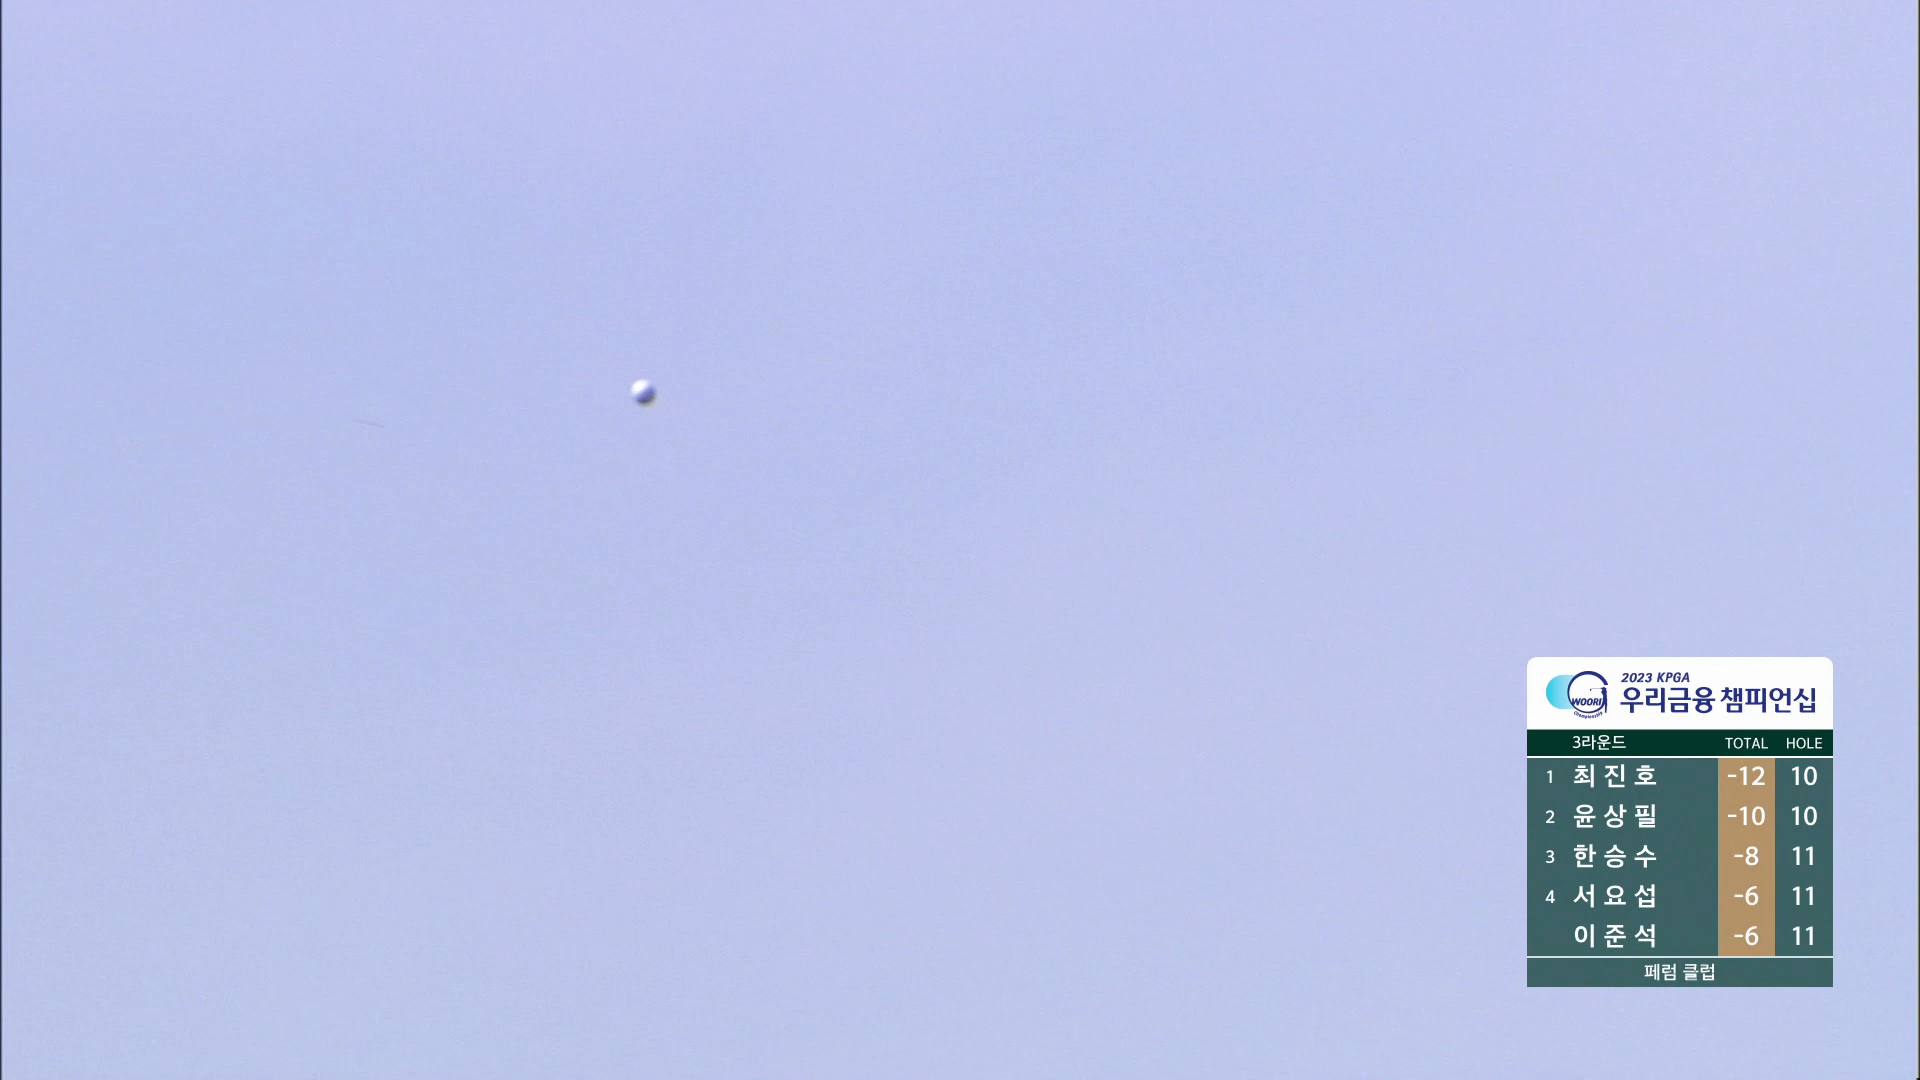 2023 KPGA
WOORI
Championship
우리금융 챔피언십
3라운드 TOTAL HOLE
1 최진호 -12 10
2 윤상필 -10 10
3 한승수 -8 11
4 서요섭 -6 11
이준석 -6 11
페럼 클럽